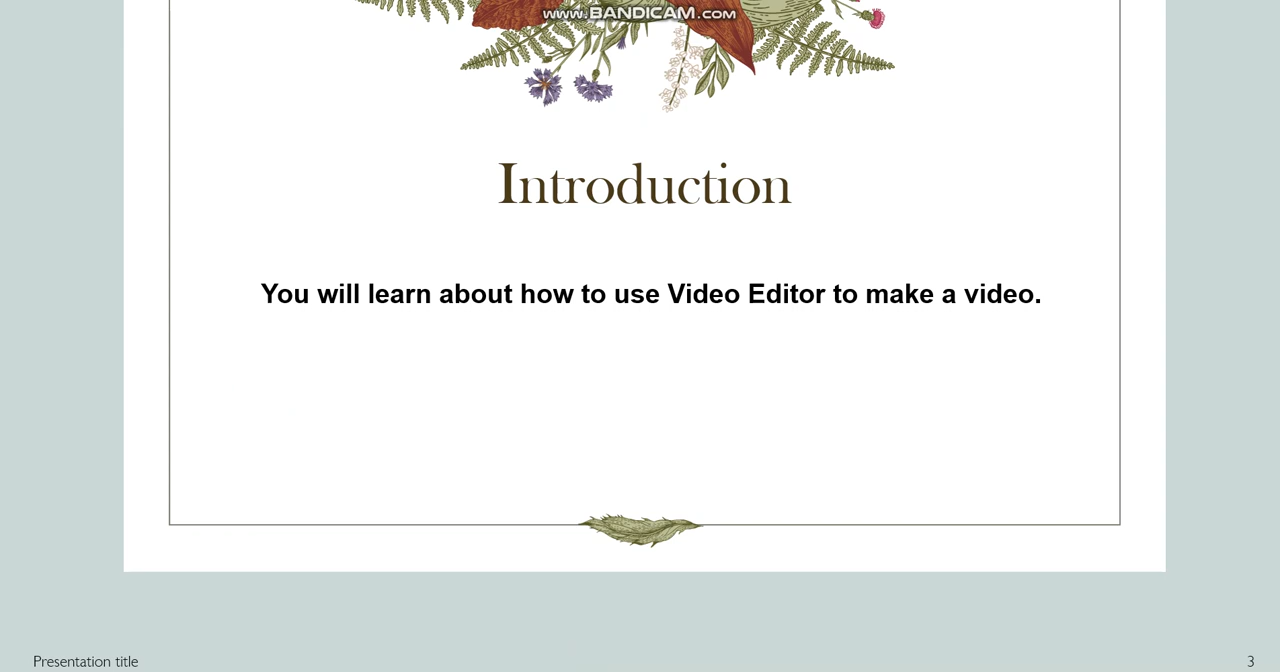 www.BANDICAM.com
Introduction
You will learn about how to use Video Editor to make a video.
Presentation title
3